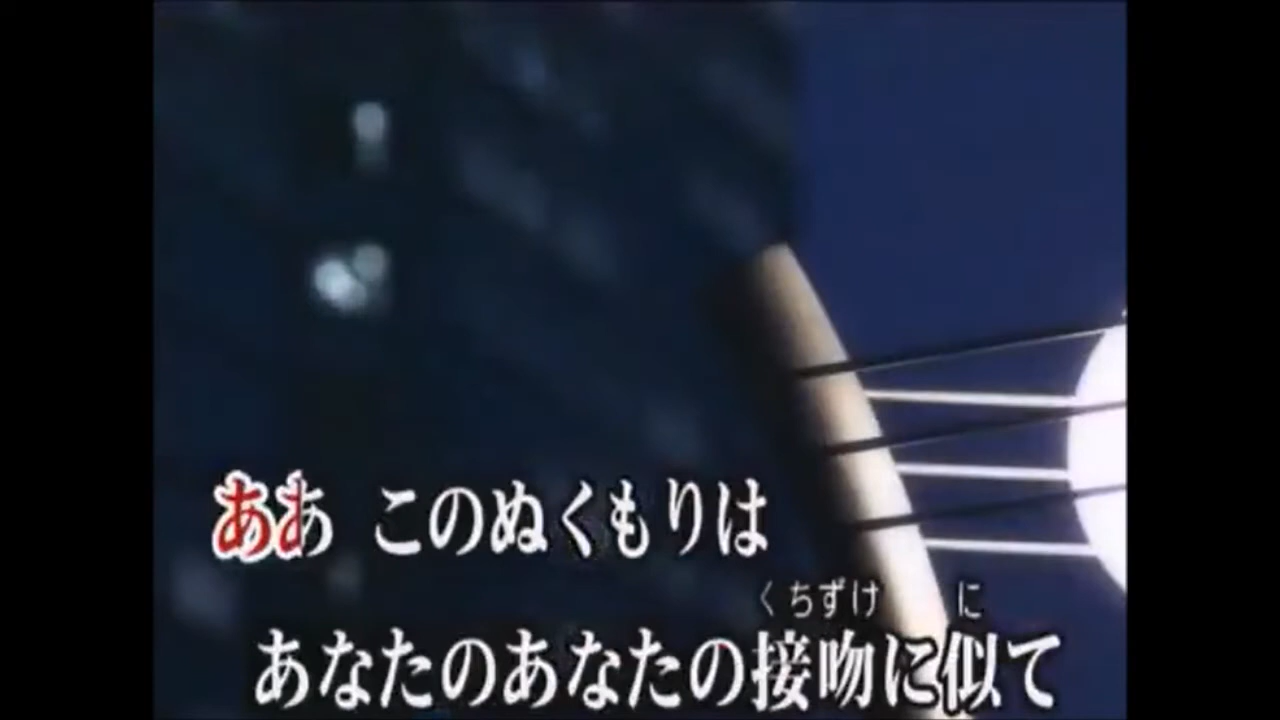 ああ このぬくもりは
くちずけ に
あなたのあなたの接吻に似て